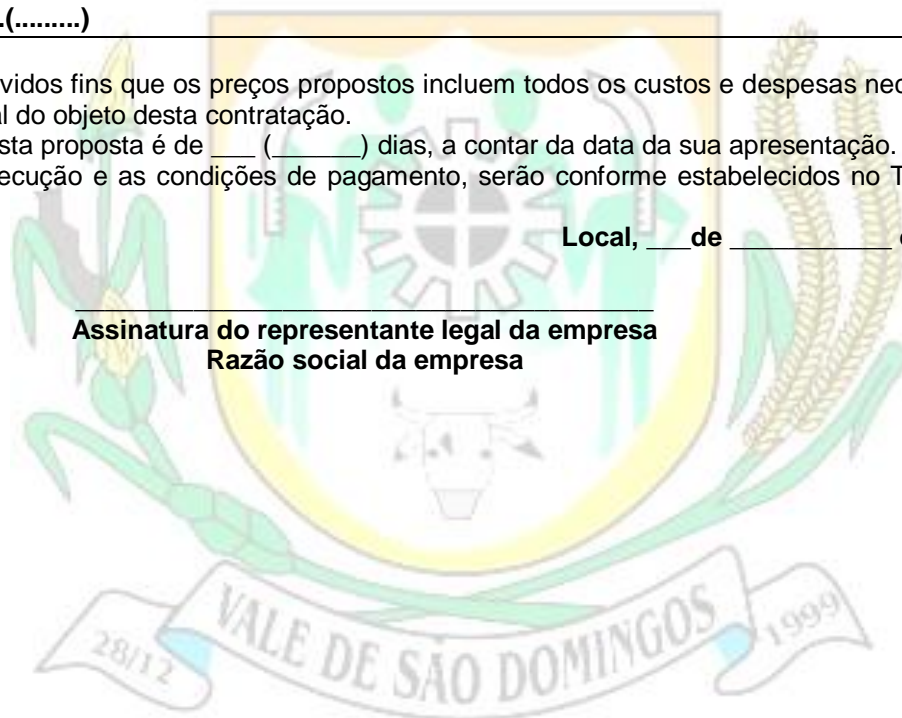 .(.........)
vidos fins que os preços propostos incluem todos os custos e despesas nec
al do objeto desta contratação.
sta proposta é de ___ (______) dias, a contar da data da sua apresentação.
ecução e as condições de pagamento, serão conforme estabelecidos no T
Local, ___de ___________
_______________________________________
Assinatura do representante legal da empresa
Razão social da empresa
28/12 VALE DE SÃO DOMINGOS 1999